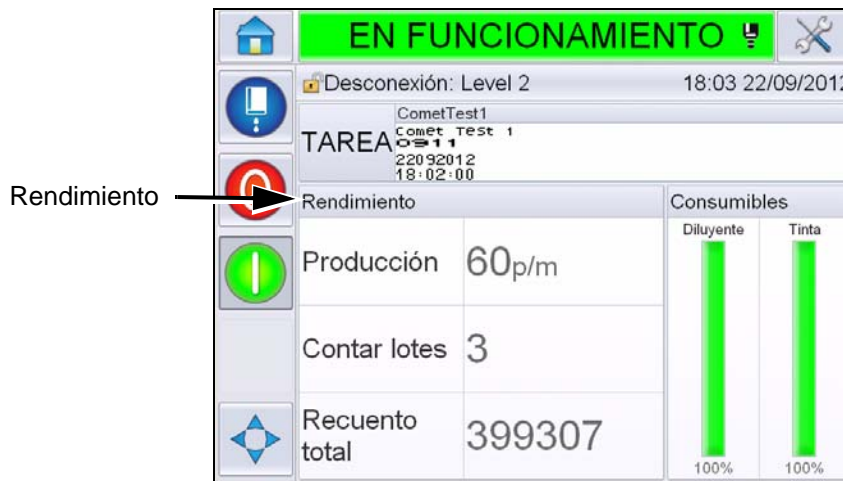 EN FUNCIONAMIENTO
Desconexión: Level 2 18:03 22/09/2012
CometTest1
TAREA
Comet Test 1
0911
22092012
18:02:00
Rendimiento
Rendimiento Consumibles
Diluyente Tinta
Producción 60p/m
Contar lotes 3
Recuento
total 399307
100% 100%